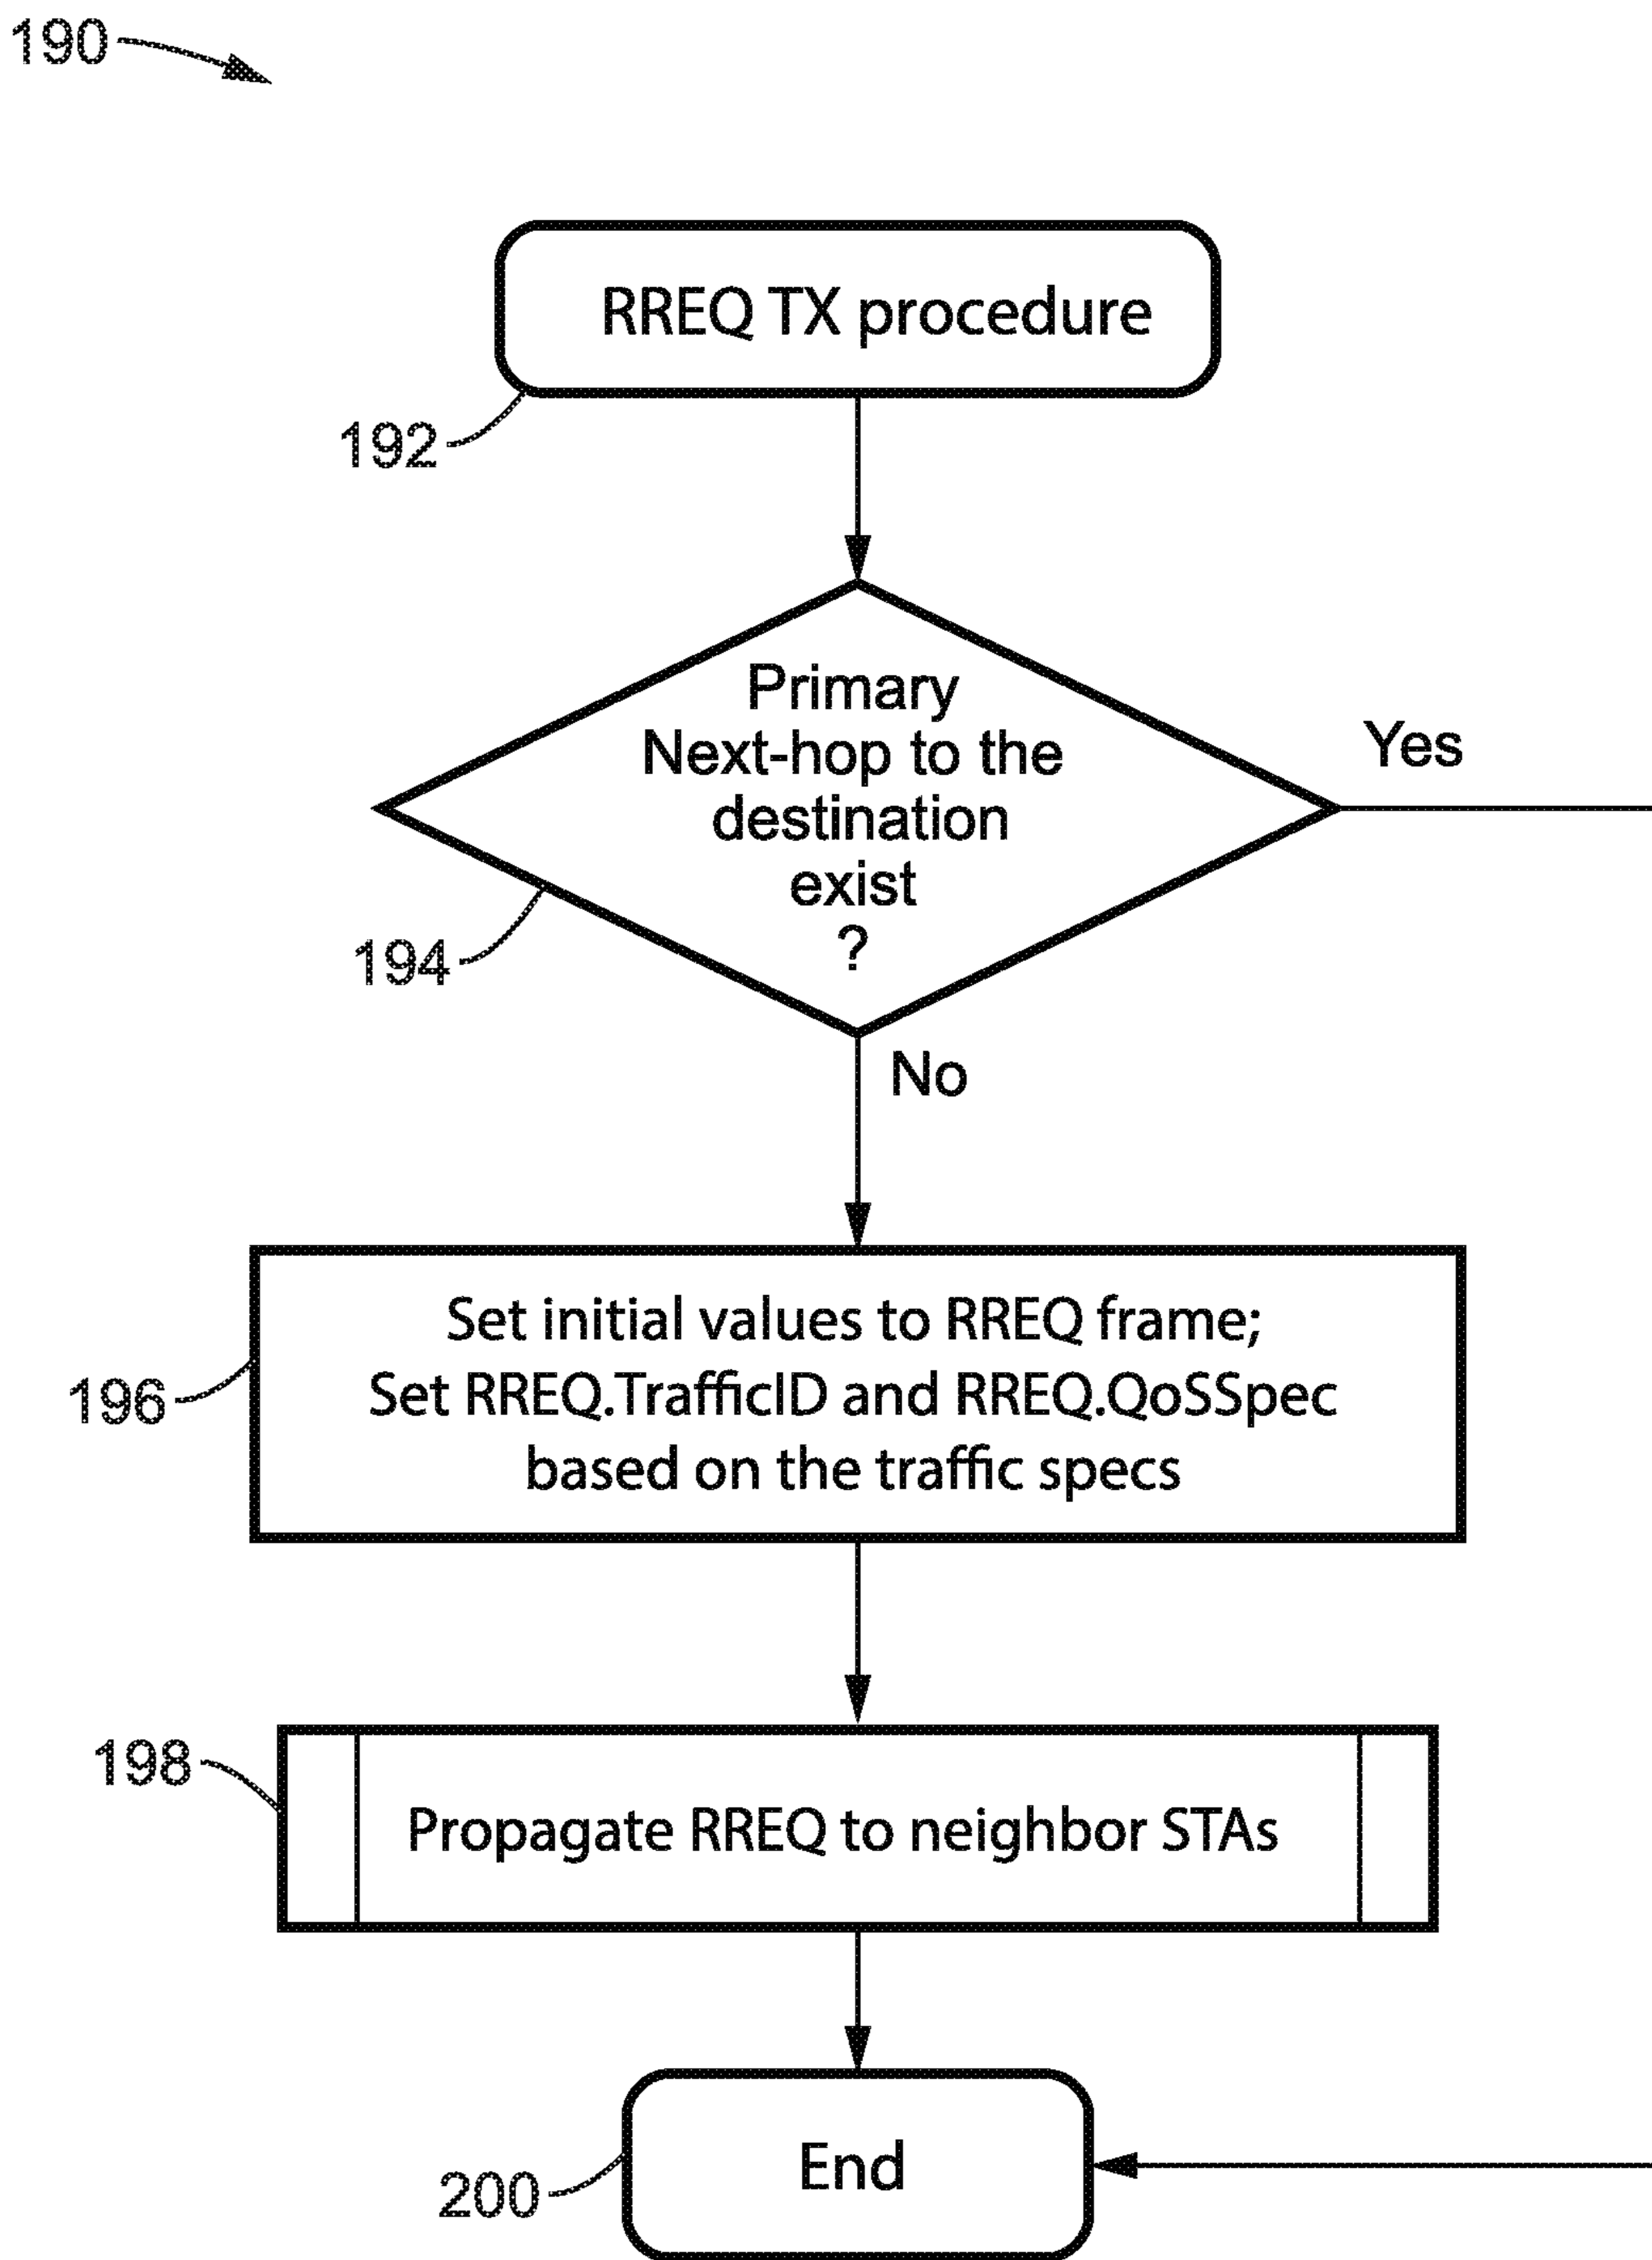 190
RREQ TX procedure
192
Primary
Next-hop to the
destination
exist
?
Yes
194
No
Set initial values to RREQ frame;
Set RREQ.TrafficID and RREQ.QoSSpec
based on the traffic specs
196
198
Propagate RREQ to neighbor STAs
End
200